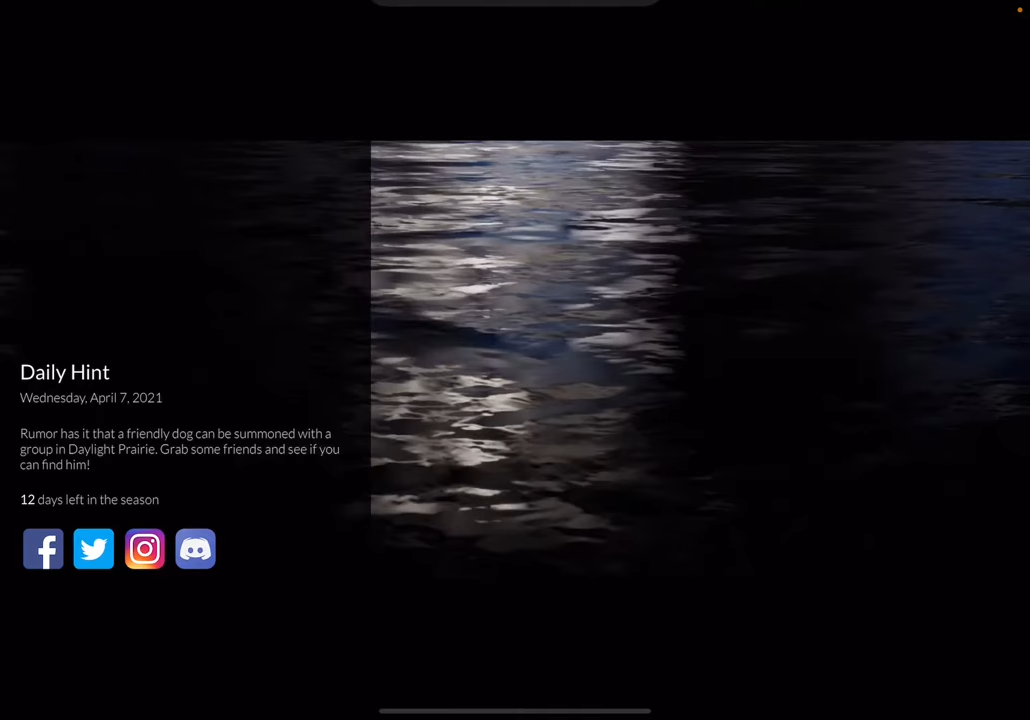 Daily Hint
Wednesday, April 7, 2021
Rumor has it that a friendly dog can be summoned with a
group in Daylight Prairie. Grab some friends and see if you
can find him!
12 days left in the season